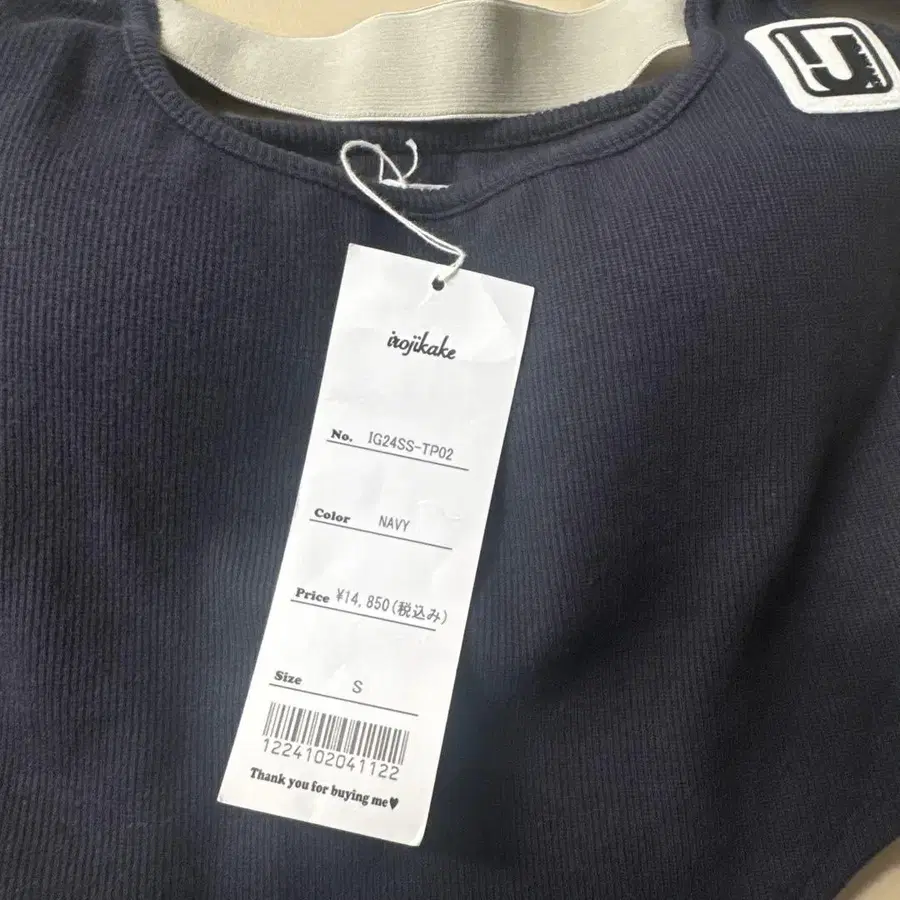 irojikake
No. IG24SS-TP02
Color NAVY
Price ¥14,850(税込み)
Size S
1224102041122
Thank you for buying me♥